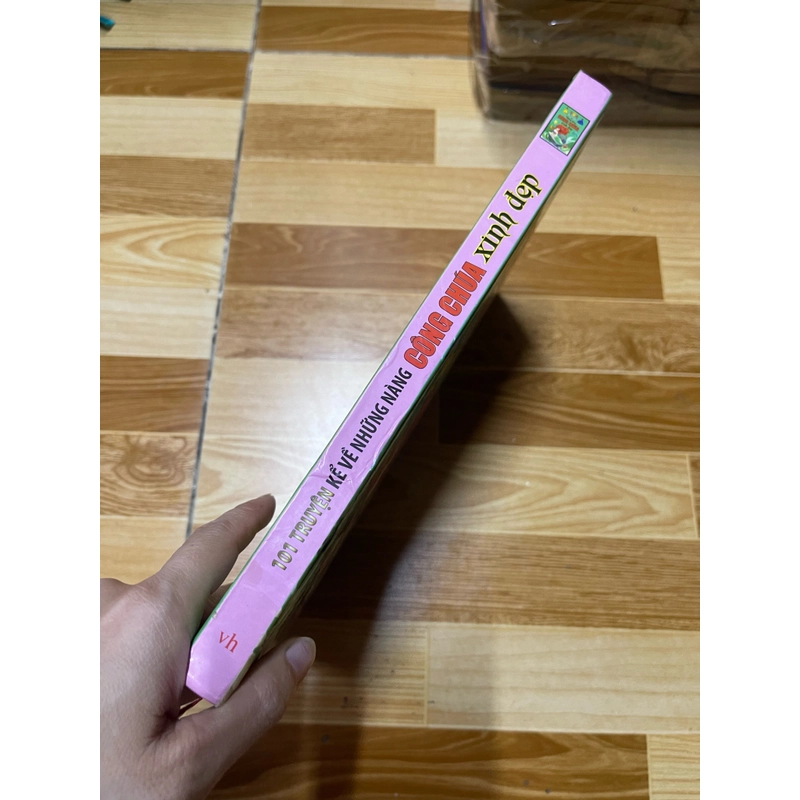 101 TRUYỆN KỂ VỀ NHỮNG NÀNG CÔNG CHÚA xinh đẹp
vh